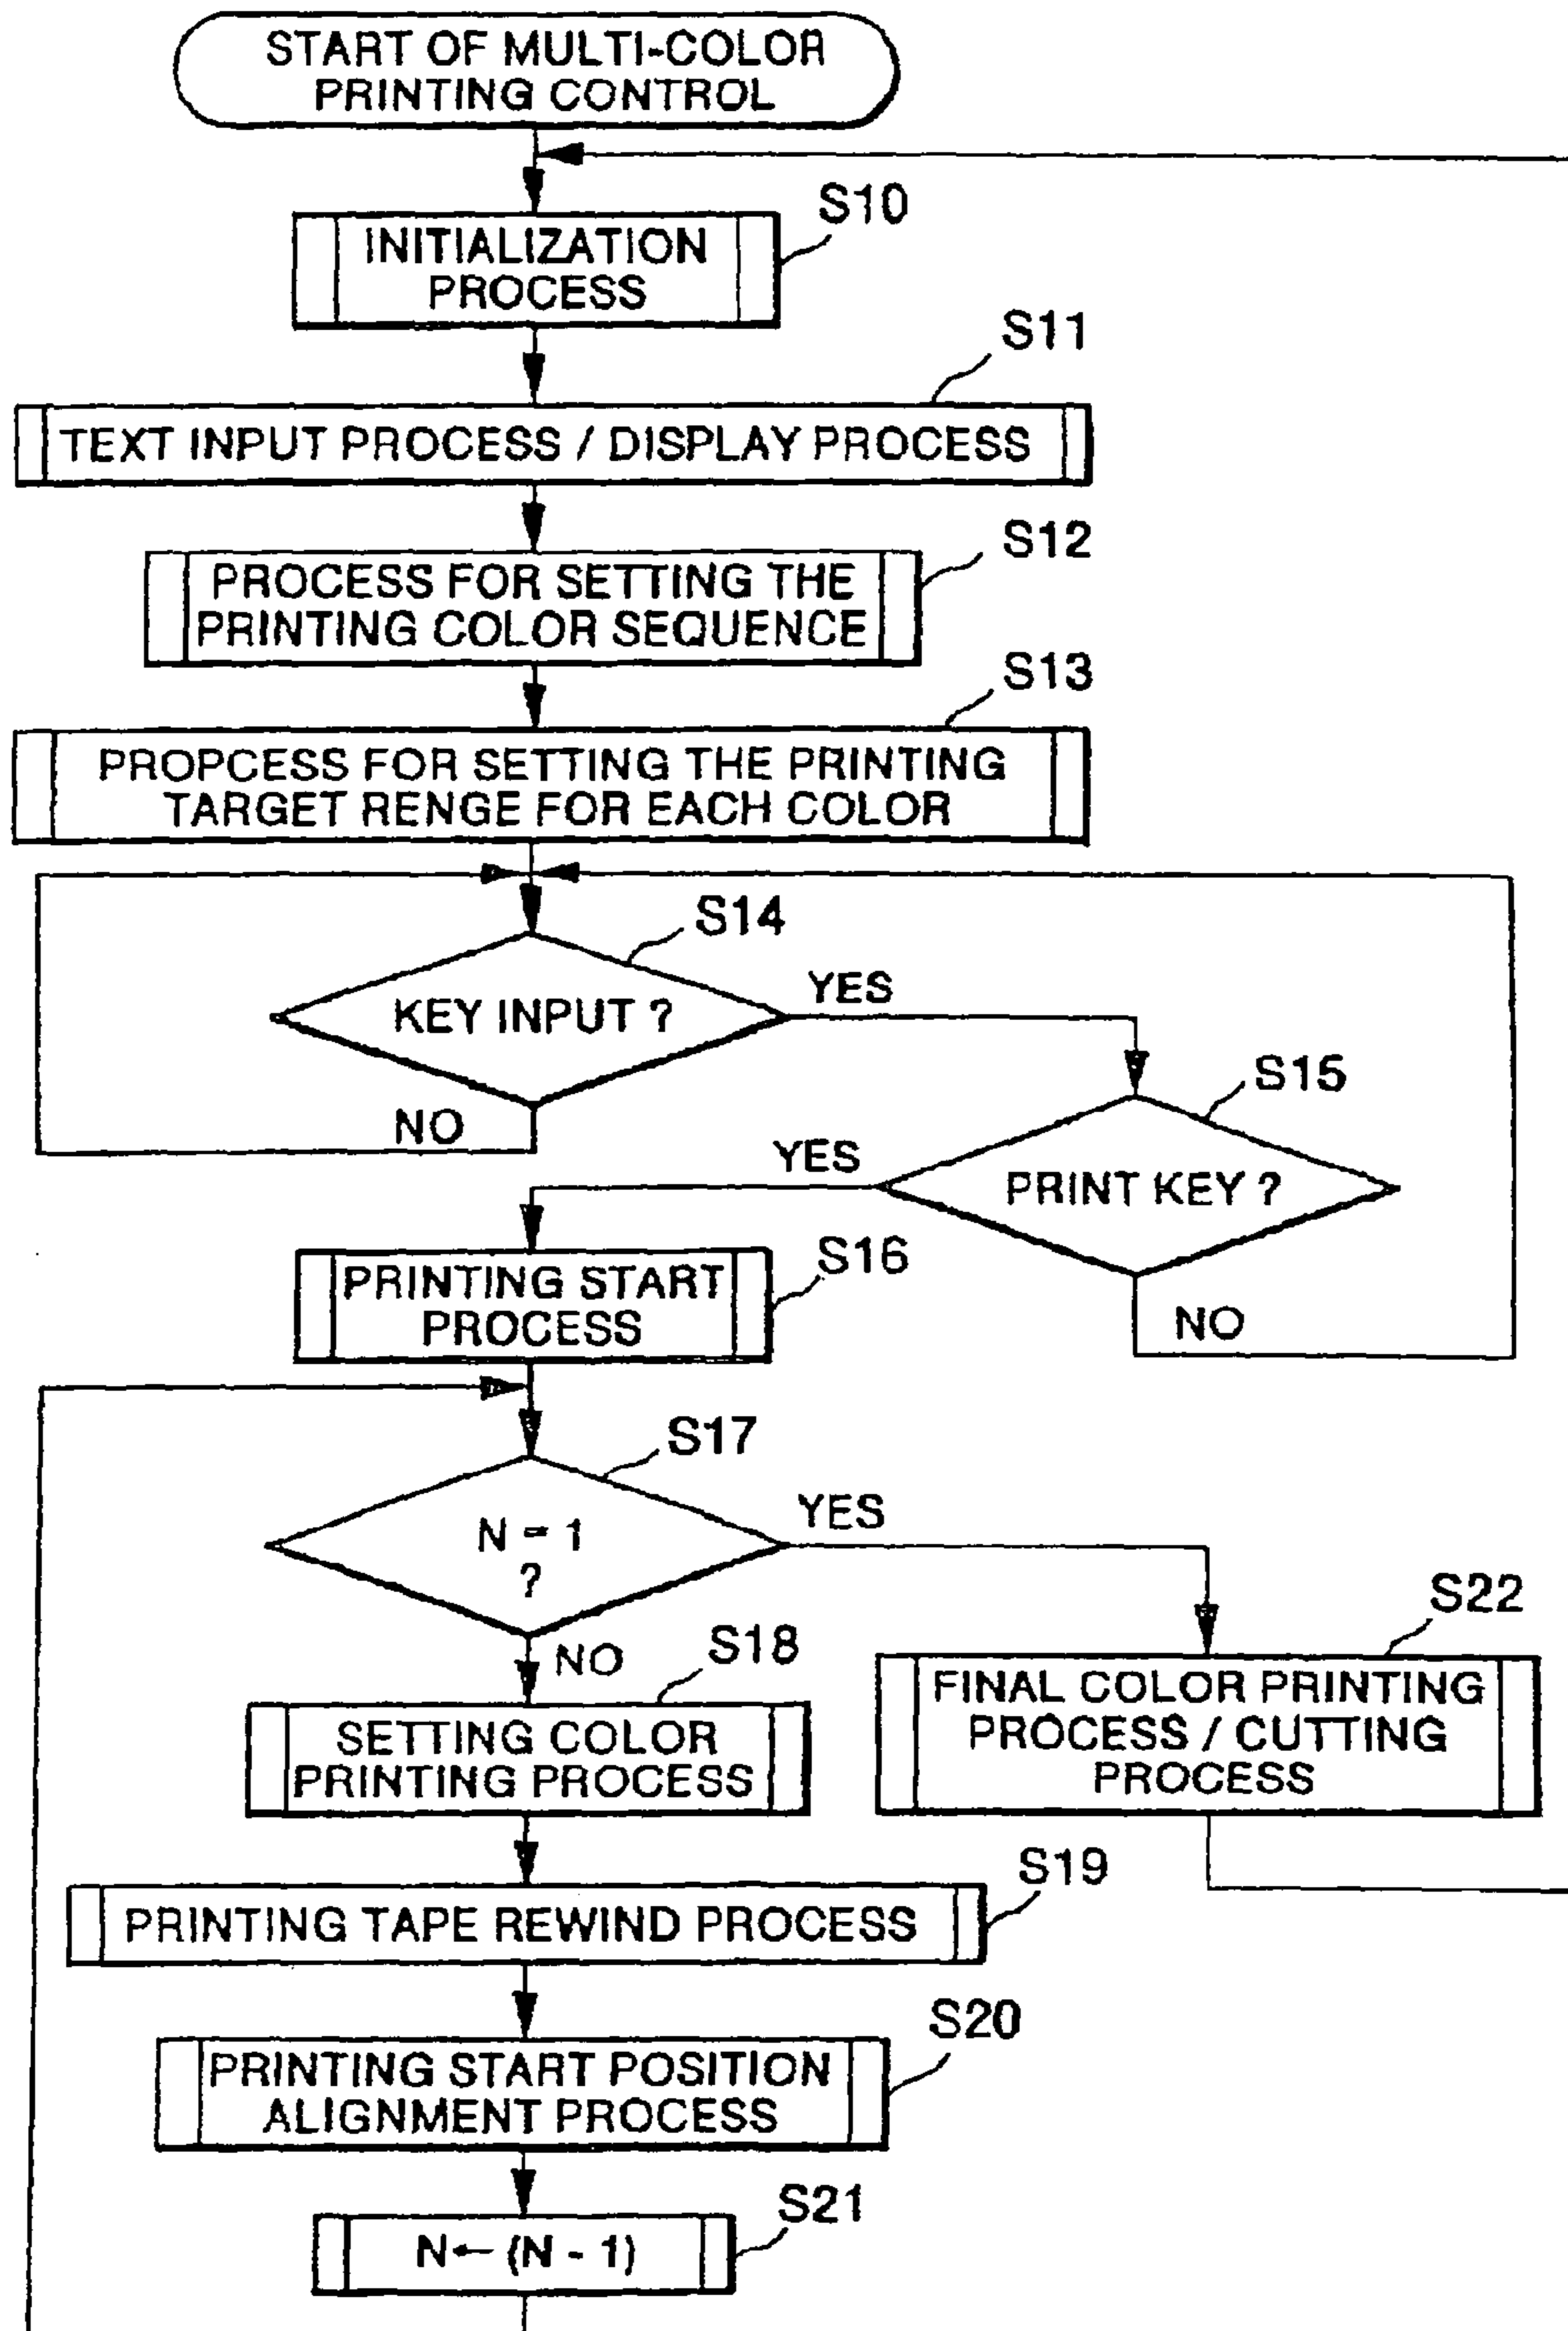 START OF MULTI-COLOR
PRINTING CONTROL
S10
INITIALIZATION
PROCESS
S11
TEXT INPUT PROCESS / DISPLAY PROCESS
S12
PROCESS FOR SETTING THE
PRINTING COLOR SEQUENCE
S13
PROPCESS FOR SETTING THE PRINTING
TARGET RENGE FOR EACH COLOR
S14
KEY INPUT ?
YES
NO
S15
PRINT KEY ?
YES
NO
S16
PRINTING START
PROCESS
S17
N = 1
?
YES
NO
S18
SETTING COLOR
PRINTING PROCESS
S22
FINAL COLOR PRINTING
PROCESS / CUTTING
PROCESS
S19
PRINTING TAPE REWIND PROCESS
S20
PRINTING START POSITION
ALIGNMENT PROCESS
S21
N ← (N - 1)